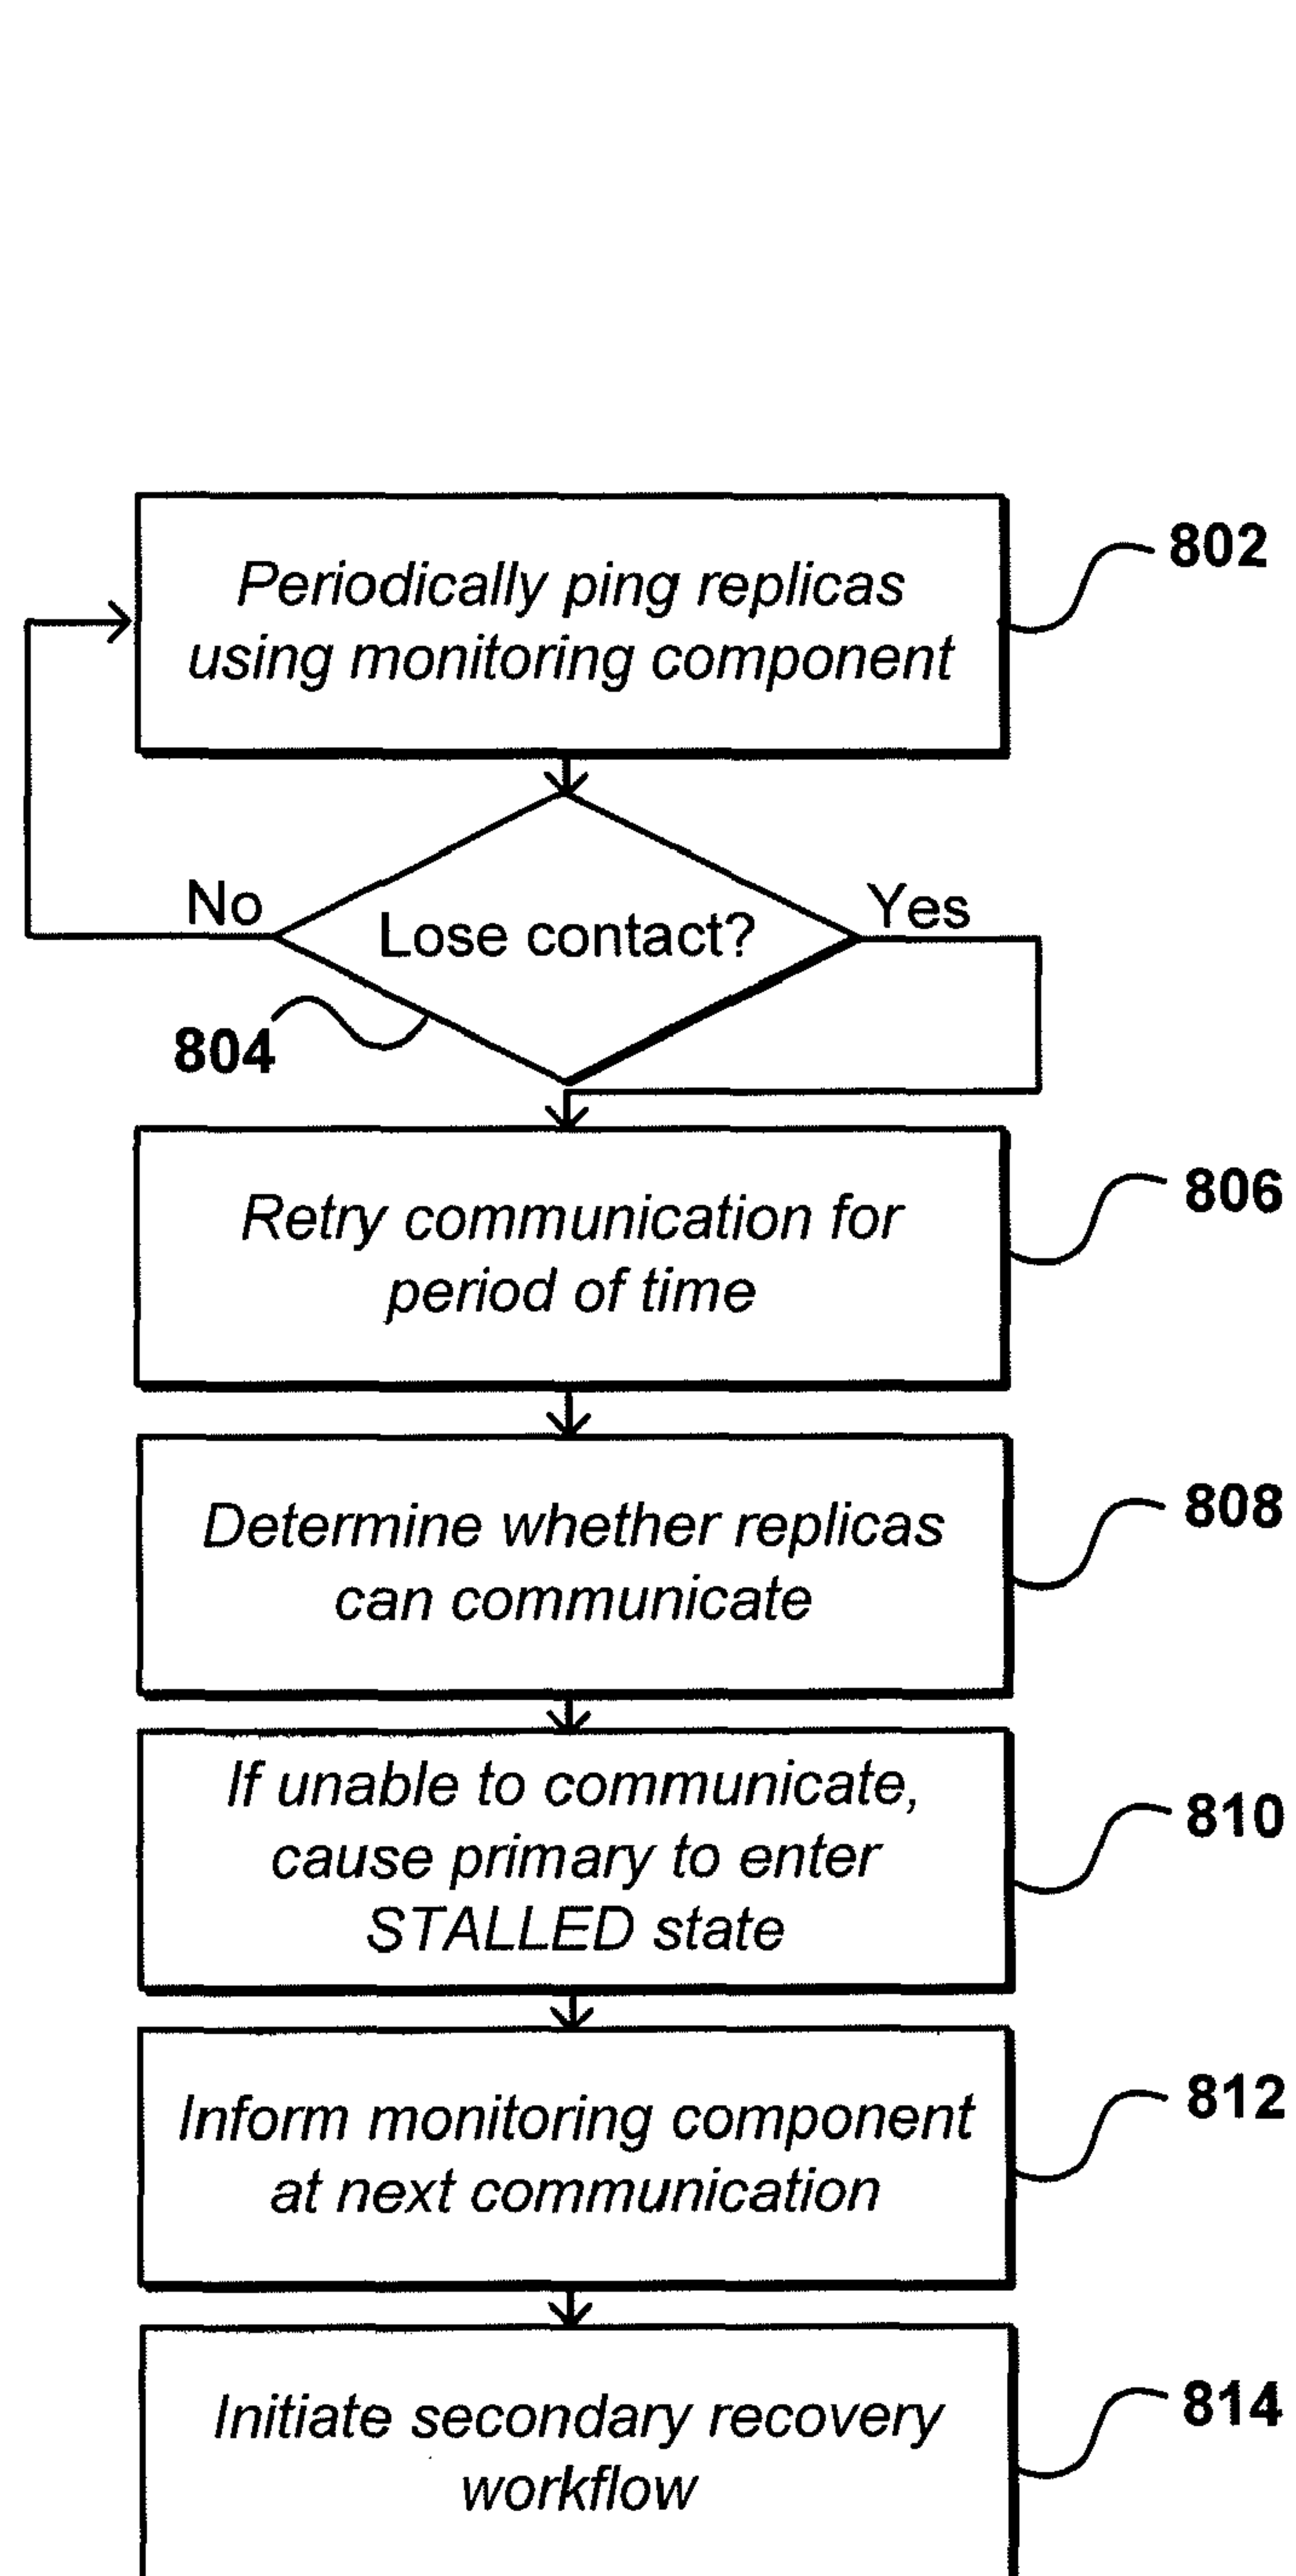 Periodically ping replicas
using monitoring component
802
No
Lose contact?
Yes
804
Retry communication for
period of time
806
Determine whether replicas
can communicate
808
If unable to communicate,
cause primary to enter
STALLED state
810
Inform monitoring component
at next communication
812
Initiate secondary recovery
workflow
814